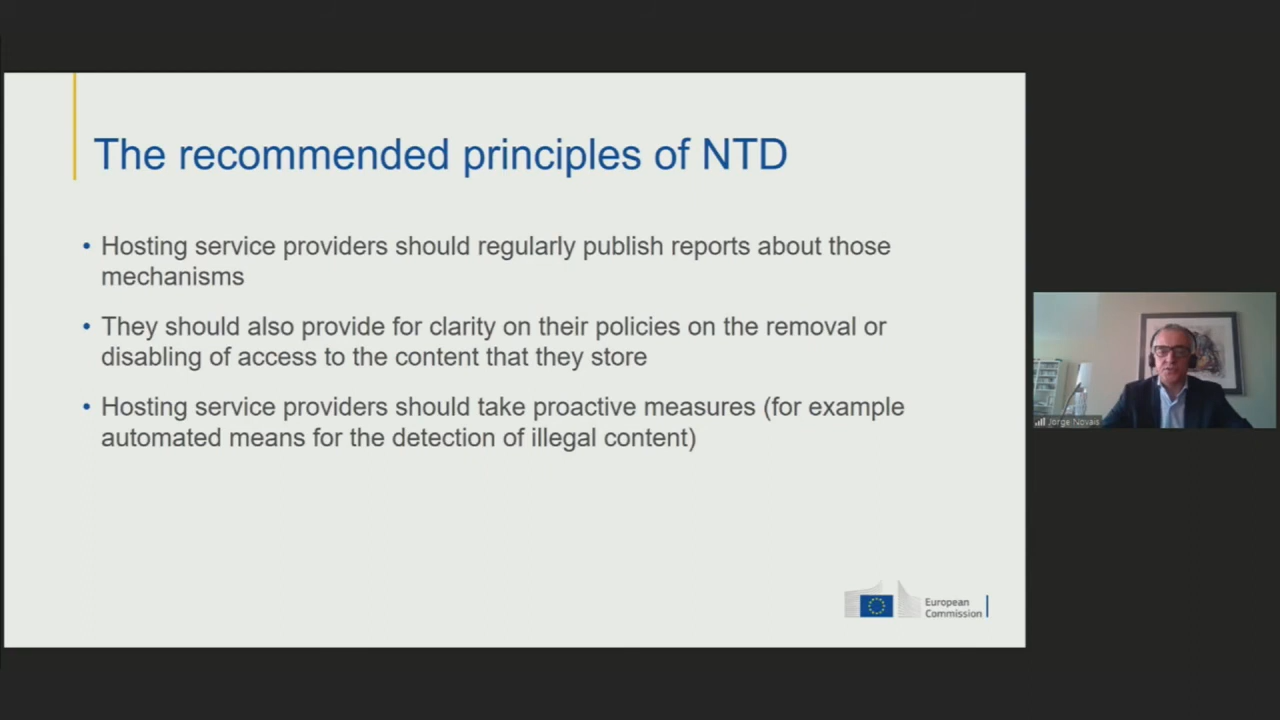 The recommended principles of NTD
• Hosting service providers should regularly publish reports about those
mechanisms
• They should also provide for clarity on their policies on the removal or
disabling of access to the content that they store
• Hosting service providers should take proactive measures (for example
automated means for the detection of illegal content)
Jorge Novais
European
Commission